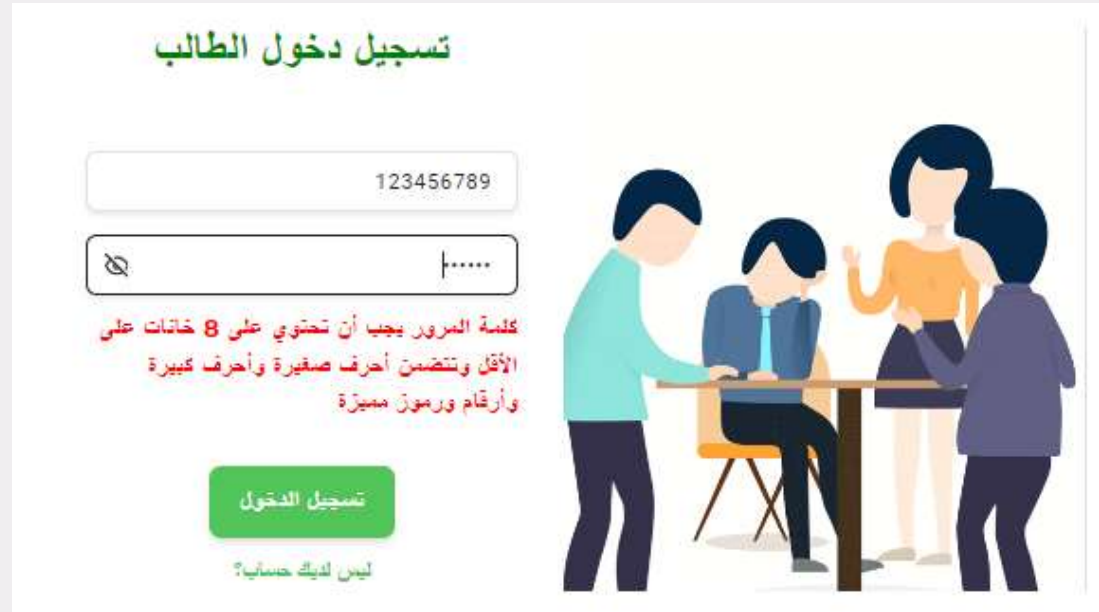 تسجيل دخول الطالب
123456789
••••••
كلمة المرور يجب أن تحتوي على 8 خانات على
الأقل وتتضمن أحرف صغيرة وأحرف كبيرة
وأرقام ورموز مميزة
تسجيل الدخول
ليس لديك حساب؟